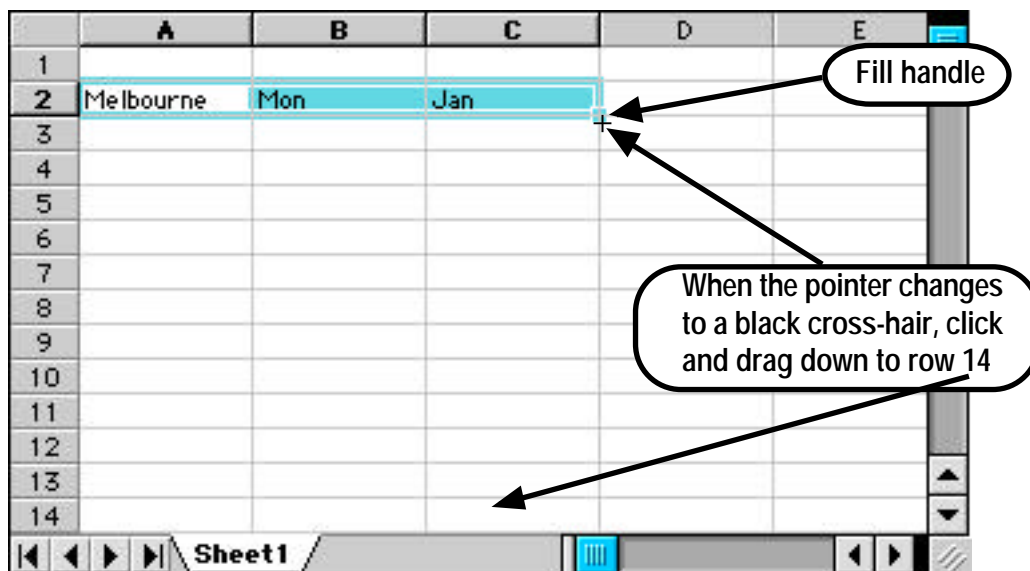 A B C D E
1
Fill handle
2 Melbourne Mon Jan
3
4
5
6
7
When the pointer changes
8
to a black cross-hair, click
9
and drag down to row 14
10
11
12
13
14
Sheet1